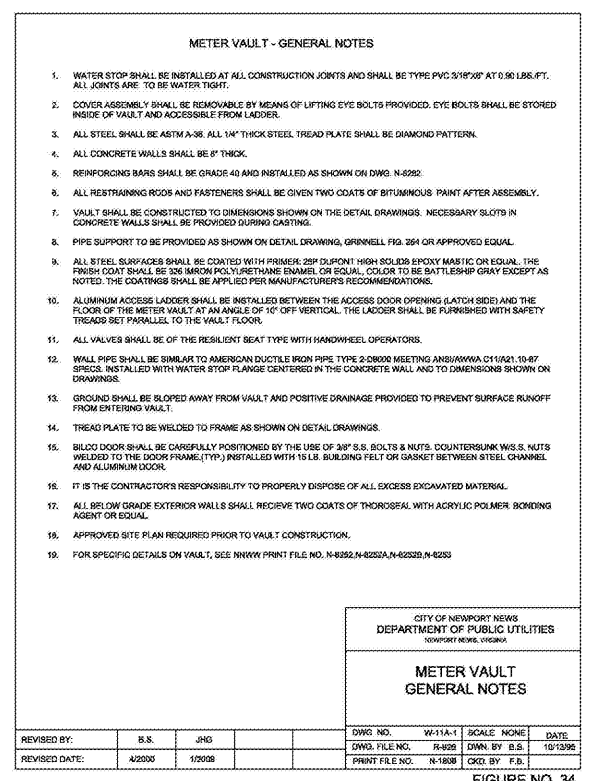 METER VAULT - GENERAL NOTES
1. WATER STOP SHALL BE INSTALLED AT ALL CONSTRUCTION JOINTS AND SHALL BE TYPE PVC 3/16"X6" AT 0.90 LBS./FT.
ALL JOINTS ARE TO BE WATER TIGHT.
2. COVER ASSEMBLY SHALL BE REMOVABLE BY MEANS OF LIFTING EYE BOLTS PROVIDED. EYE BOLTS SHALL BE STORED
INSIDE OF VAULT AND ACCESSIBLE FROM LADDER.
3. ALL STEEL SHALL BE ASTM A-36. ALL 1/4" THICK STEEL TREAD PLATE SHALL BE DIAMOND PATTERN.
4. ALL CONCRETE WALLS SHALL BE THICK.
5. REINFORCING BARS SHALL BE GRADE 40 AND INSTALLED AS SHOWN ON DWG. N-8252.
6. ALL RESTRAINING RODS AND FASTENERS SHALL BE GIVEN TWO COATS OF BITUMINOUS PAINT AFTER ASSEMBLY.
7. VAULT SHALL BE CONSTRUCTED TO DIMENSIONS SHOWN ON THE DETAIL DRAWINGS. NECESSARY SLOTS IN
CONCRETE WALLS SHALL BE PROVIDED DURING CASTING.
8. PIPE SUPPORT TO BE PROVIDED AS SHOWN ON DETAIL DRAWING, GRINNELL FIG. 264 OR APPROVED EQUAL.
9. ALL STEEL SURFACES SHALL BE COATED WITH PRIMER: 25P DUPONT HIGH SOLIDS EPOXY MASTIC OR EQUAL. THE
FINISH COAT SHALL BE 326 IMRON POLYURETHANE ENAMEL OR EQUAL, COLOR TO BE BATTLESHIP GRAY EXCEPT AS
NOTED. THE COATINGS SHALL BE APPLIED PER MANUFACTURER'S RECOMMENDATIONS.
10. ALUMINUM ACCESS LADDER SHALL BE INSTALLED BETWEEN THE ACCESS DOOR OPENING (LATCH SIDE) AND THE
FLOOR OF THE METER VAULT AT AN ANGLE OF 10° OFF VERTICAL. THE LADDER SHALL BE FURNISHED WITH SAFETY
TREADS SET PARALLEL TO THE VAULT FLOOR.
11. ALL VALVES SHALL BE OF THE RESILIENT SEAT TYPE WITH HANDWHEEL OPERATORS.
12. WALL PIPE SHALL BE SIMILAR TO AMERICAN DUCTILE IRON PIPE TYPE MEETING ANSI/AWWA C11/A21.10-87
SPECS. INSTALLED WITH WATER STOP FLANGE CENTERED IN THE CONCRETE WALL AND TO DIMENSIONS SHOWN ON
DRAWINGS.
13. GROUND SHALL BE SLOPED AWAY FROM VAULT AND POSITIVE DRAINAGE PROVIDED TO PREVENT SURFACE RUNOFF
FROM ENTERING VAULT.
14. TREAD PLATE TO BE WELDED TO FRAME AS SHOWN ON DETAIL DRAWINGS.
15. BILCO DOOR SHALL BE CAREFULLY POSITIONED BY THE USE OF 3/8" S.S. BOLTS & NUTS. COUNTERSUNK W/S.S. NUTS
WELDED TO THE DOOR FRAME.(TYP.) INSTALLED WITH 15 LB. BUILDING FELT OR GASKET BETWEEN STEEL CHANNEL
AND ALUMINUM DOOR.
16. IT IS THE CONTRACTOR'S RESPONSIBILITY TO PROPERLY DISPOSE OF ALL EXCESS EXCAVATED MATERIAL.
17. ALL BELOW GRADE EXTERIOR WALLS SHALL RECIEVE TWO COATS OF THOROSEAL WITH ACRYLIC POLMER BONDING
AGENT OR EQUAL.
18. APPROVED SITE PLAN REQUIRED PRIOR TO VAULT CONSTRUCTION.
19. FOR SPECIFIC DETAILS ON VAULT, SEE NNWW PRINT FILE NO. N-8252,N-8252A,N-8252B,N-8253
CITY OF NEWPORT NEWS
DEPARTMENT OF PUBLIC UTILITIES
NEWPORT NEWS, VIRGINIA
METER VAULT
GENERAL NOTES
DWG NO. W-11A-1 SCALE NONE DATE
REVISED BY: B.S. JHG
DWG. FILE NO. R-829 DWN. BY B.S. 10/13/95
REVISED DATE: 4/2000 1/2009
PRINT FILE NO. N-1808 CKD. BY F.B.
FIGURE NO. 34